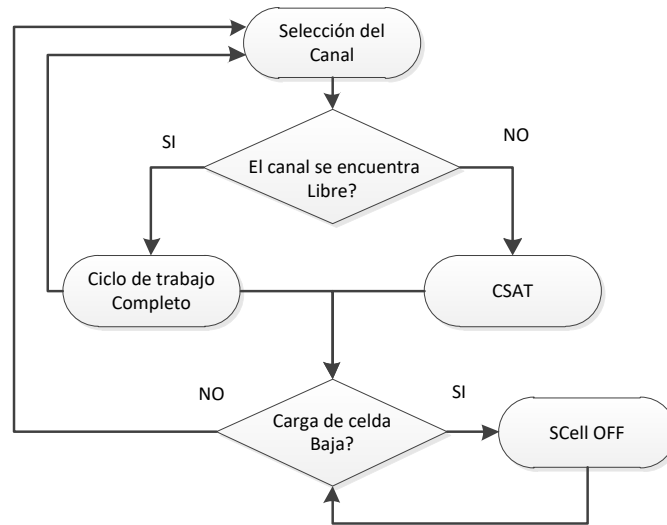 Selección del
Canal
SI
NO
El canal se encuentra
Libre?
Ciclo de trabajo
Completo
CSAT
NO
SI
Carga de celda
Baja?
SCell OFF